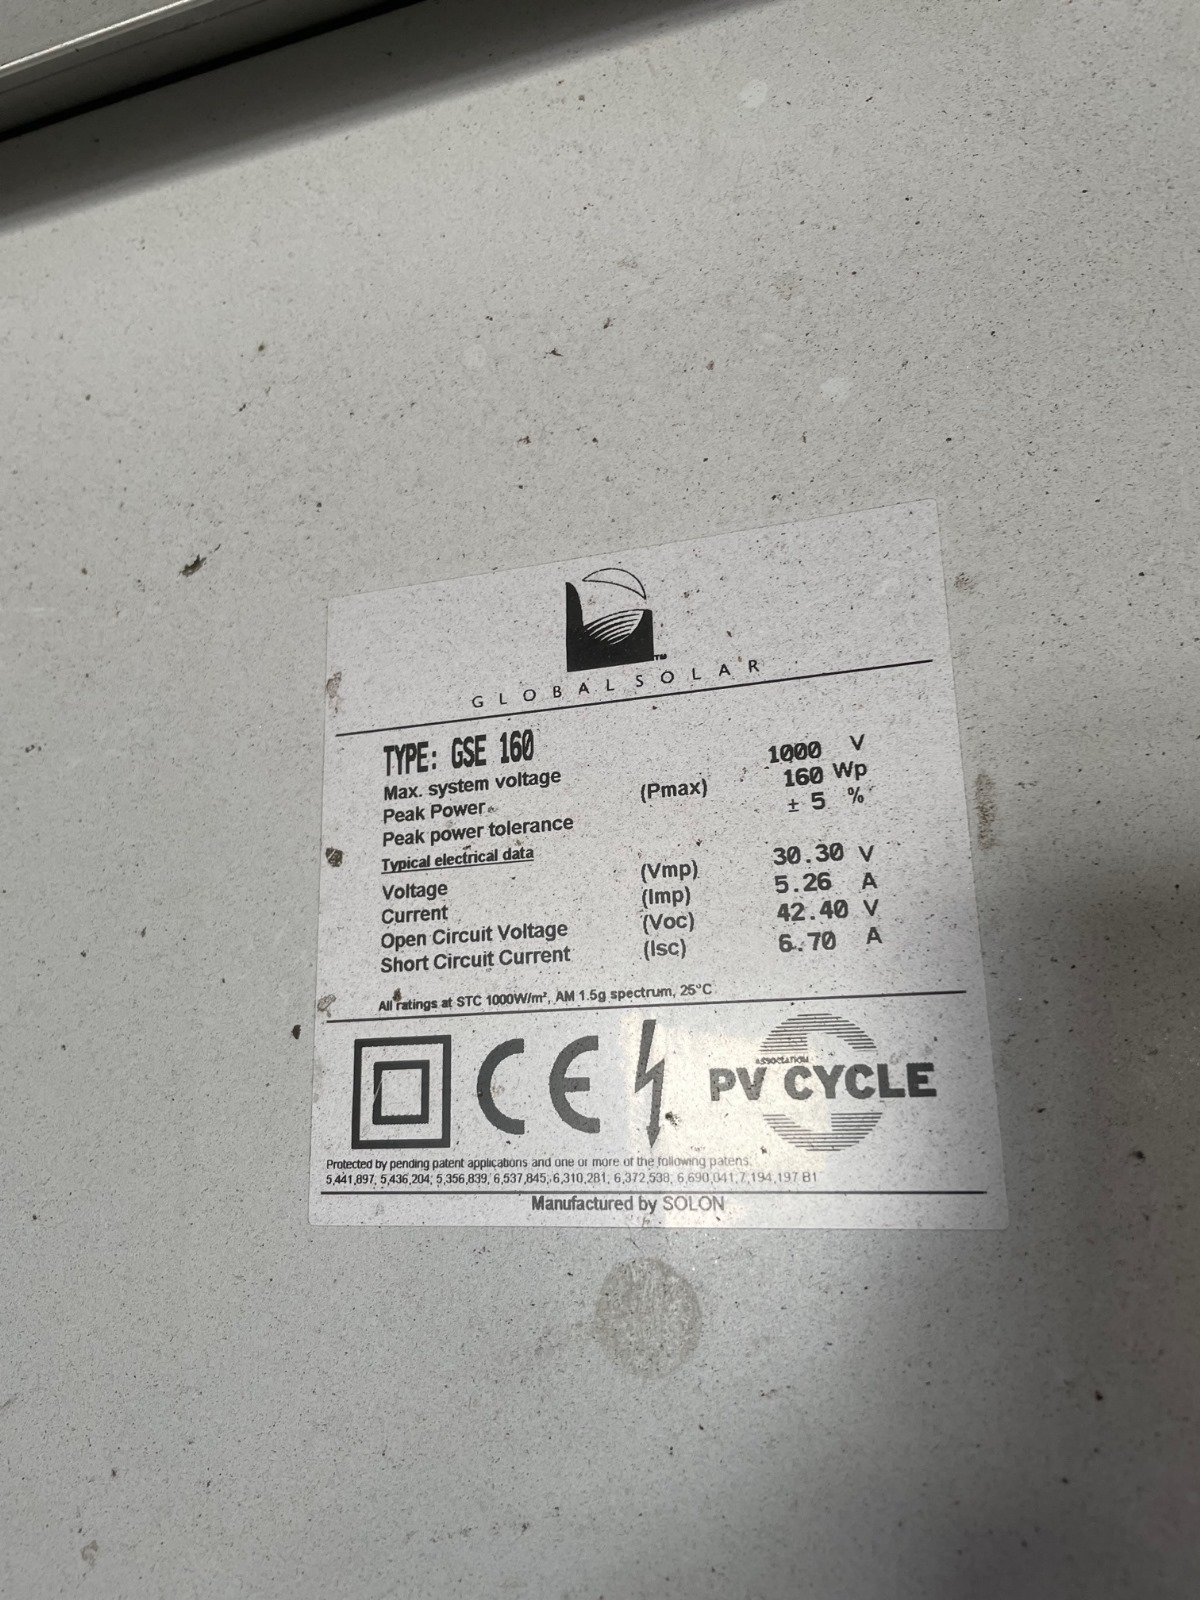 TM
GLOBAL SOLAR
TYPE: GSE 160
Max. system voltage 1000 V
Peak Power (Pmax) 160 Wp
Peak power tolerance ± 5 %
Typical electrical data
Voltage (Vmp) 30.30 V
Current (Imp) 5.26 A
Open Circuit Voltage (Voc) 42.40 V
Short Circuit Current (Isc) 6.70 A
All ratings at STC 1000W/m², AM 1.5g spectrum, 25°C
CE
ASSOCIATION
PV CYCLE
Protected by pending patent applications and one or more of the following patens:
5,441,897, 5,436,204, 5,356,839, 6,537,845, 6,310,281, 6,372,538, 6,690,041,7,194,197 B1
Manufactured by SOLON